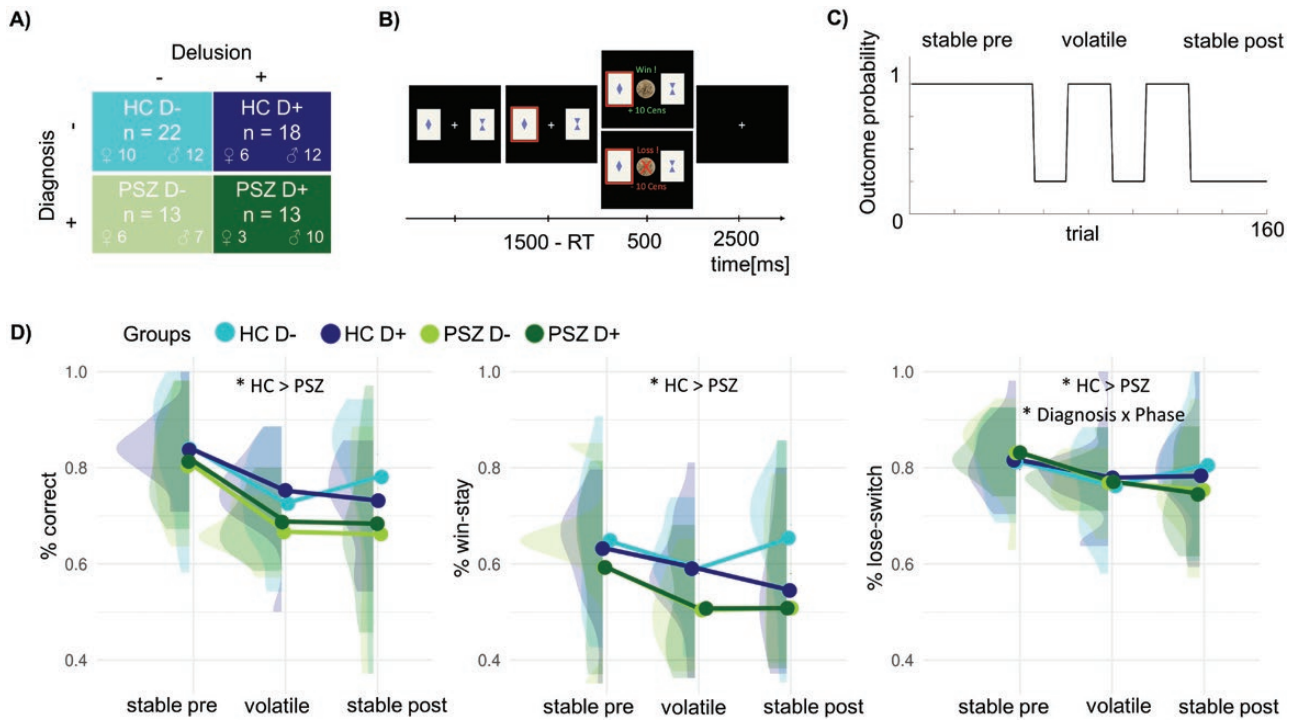 A)
Delusion
- +
Diagnosis
-
+
HC D-
n = 22
♀ 10 ♂ 12
HC D+
n = 18
♀ 6 ♂ 12
PSZ D-
n = 13
♀ 6 ♂ 7
PSZ D+
n = 13
♀ 3 ♂ 10
B)
+
+
Win !
+ 10 Cens
Loss !
- 10 Cens
+
1500 - RT 500 2500
time[ms]
C)
stable pre volatile stable post
Outcome probability
1
0
trial
160
D)
Groups HC D- HC D+ PSZ D- PSZ D+
% correct
1.0
0.8
0.6
0.4
* HC > PSZ
stable pre volatile stable post
% win-stay
1.0
0.8
0.6
0.4
* HC > PSZ
stable pre volatile stable post
% lose-switch
1.0
0.8
0.6
0.4
* HC > PSZ
* Diagnosis x Phase
stable pre volatile stable post